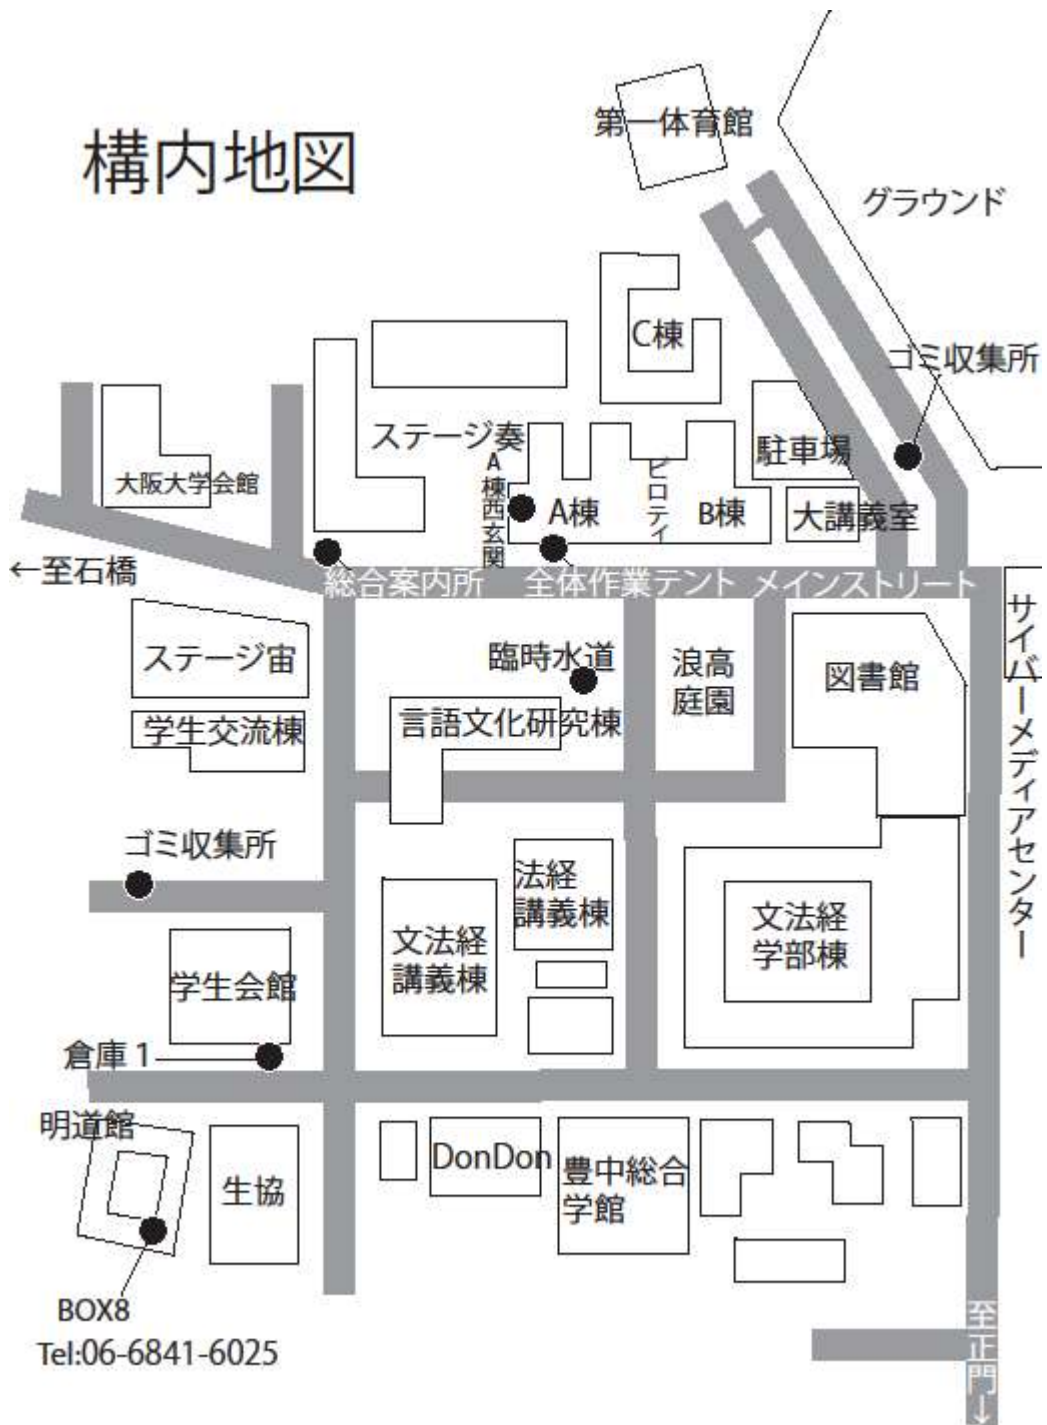 構内地図
第一体育館
グラウンド
C棟
ゴミ収集所
ステージ奏
駐車場
大阪大学会館
A棟西玄関
A棟
ピロティ
B棟
大講義室
←至石橋
総合案内所
全体作業テント
メインストリート
サイバーメディアセンター
ステージ宙
臨時水道
浪高
庭園
図書館
学生交流棟
言語文化研究棟
ゴミ収集所
法経
講義棟
文法経
講義棟
文法経
学部棟
学生会館
倉庫 1
明道館
生協
DonDon
豊中総合
学館
BOX8
Tel:06-6841-6025
至正門↓